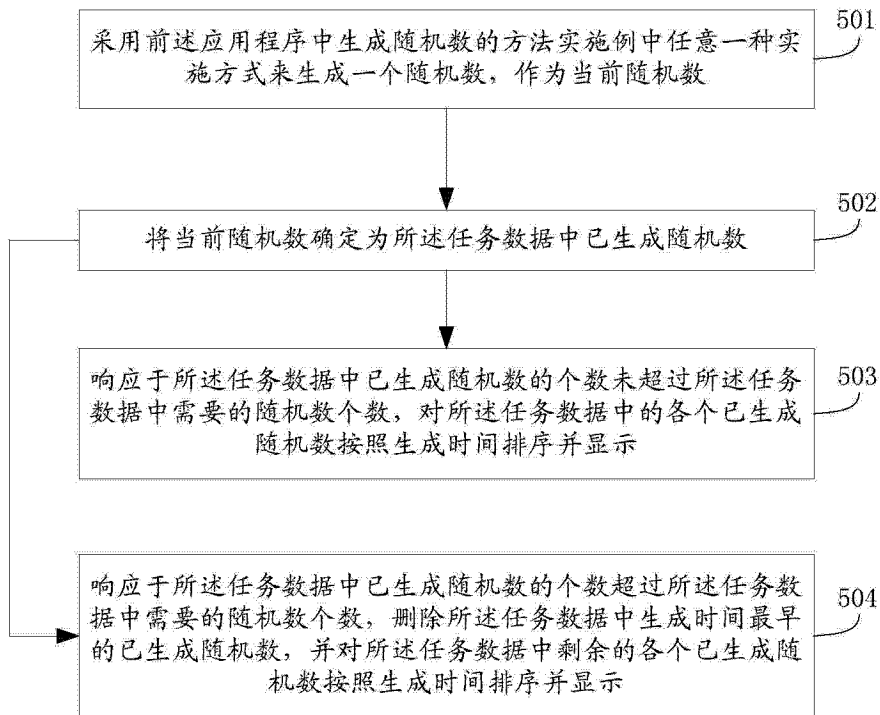 501
采用前述应用程序中生成随机数的方法实施例中任意一种实
施方式来生成一个随机数，作为当前随机数
502
将当前随机数确定为所述任务数据中已生成随机数
503
响应于所述任务数据中已生成随机数的个数未超过所述任务
数据中需要的随机数个数，对所述任务数据中的各个已生成
随机数按照生成时间排序并显示
504
响应于所述任务数据中已生成随机数的个数超过所述任务数
据中需要的随机数个数，删除所述任务数据中生成时间最早
的已生成随机数，并对所述任务数据中剩余的各个已生成随
机数按照生成时间排序并显示